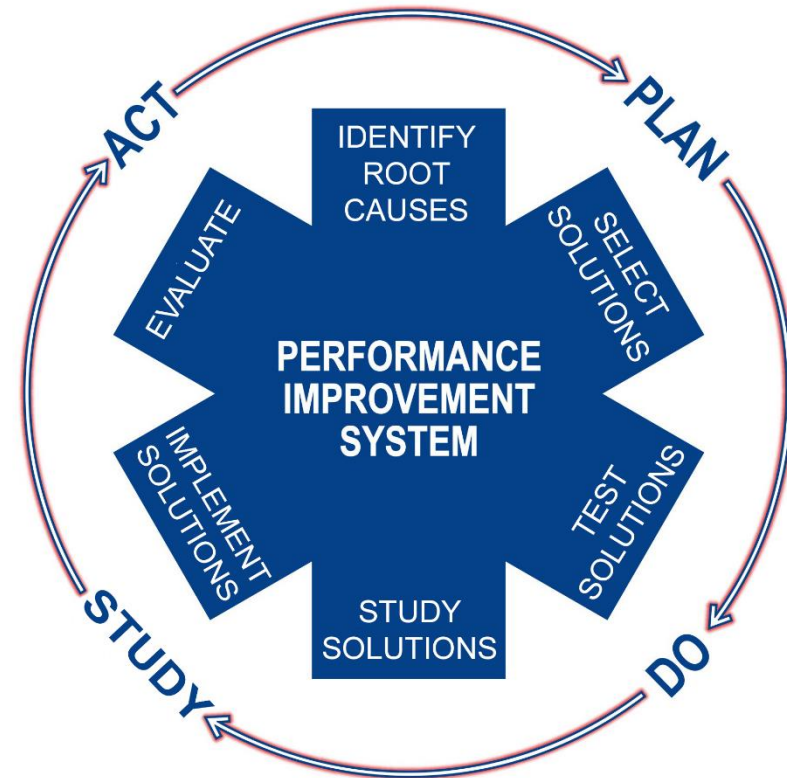 ACT
PLAN
DO
STUDY
IDENTIFY
ROOT
CAUSES
SELECT
SOLUTIONS
TEST
SOLUTIONS
STUDY
SOLUTIONS
IMPLEMENT
SOLUTIONS
EVALUATE
PERFORMANCE
IMPROVEMENT
SYSTEM